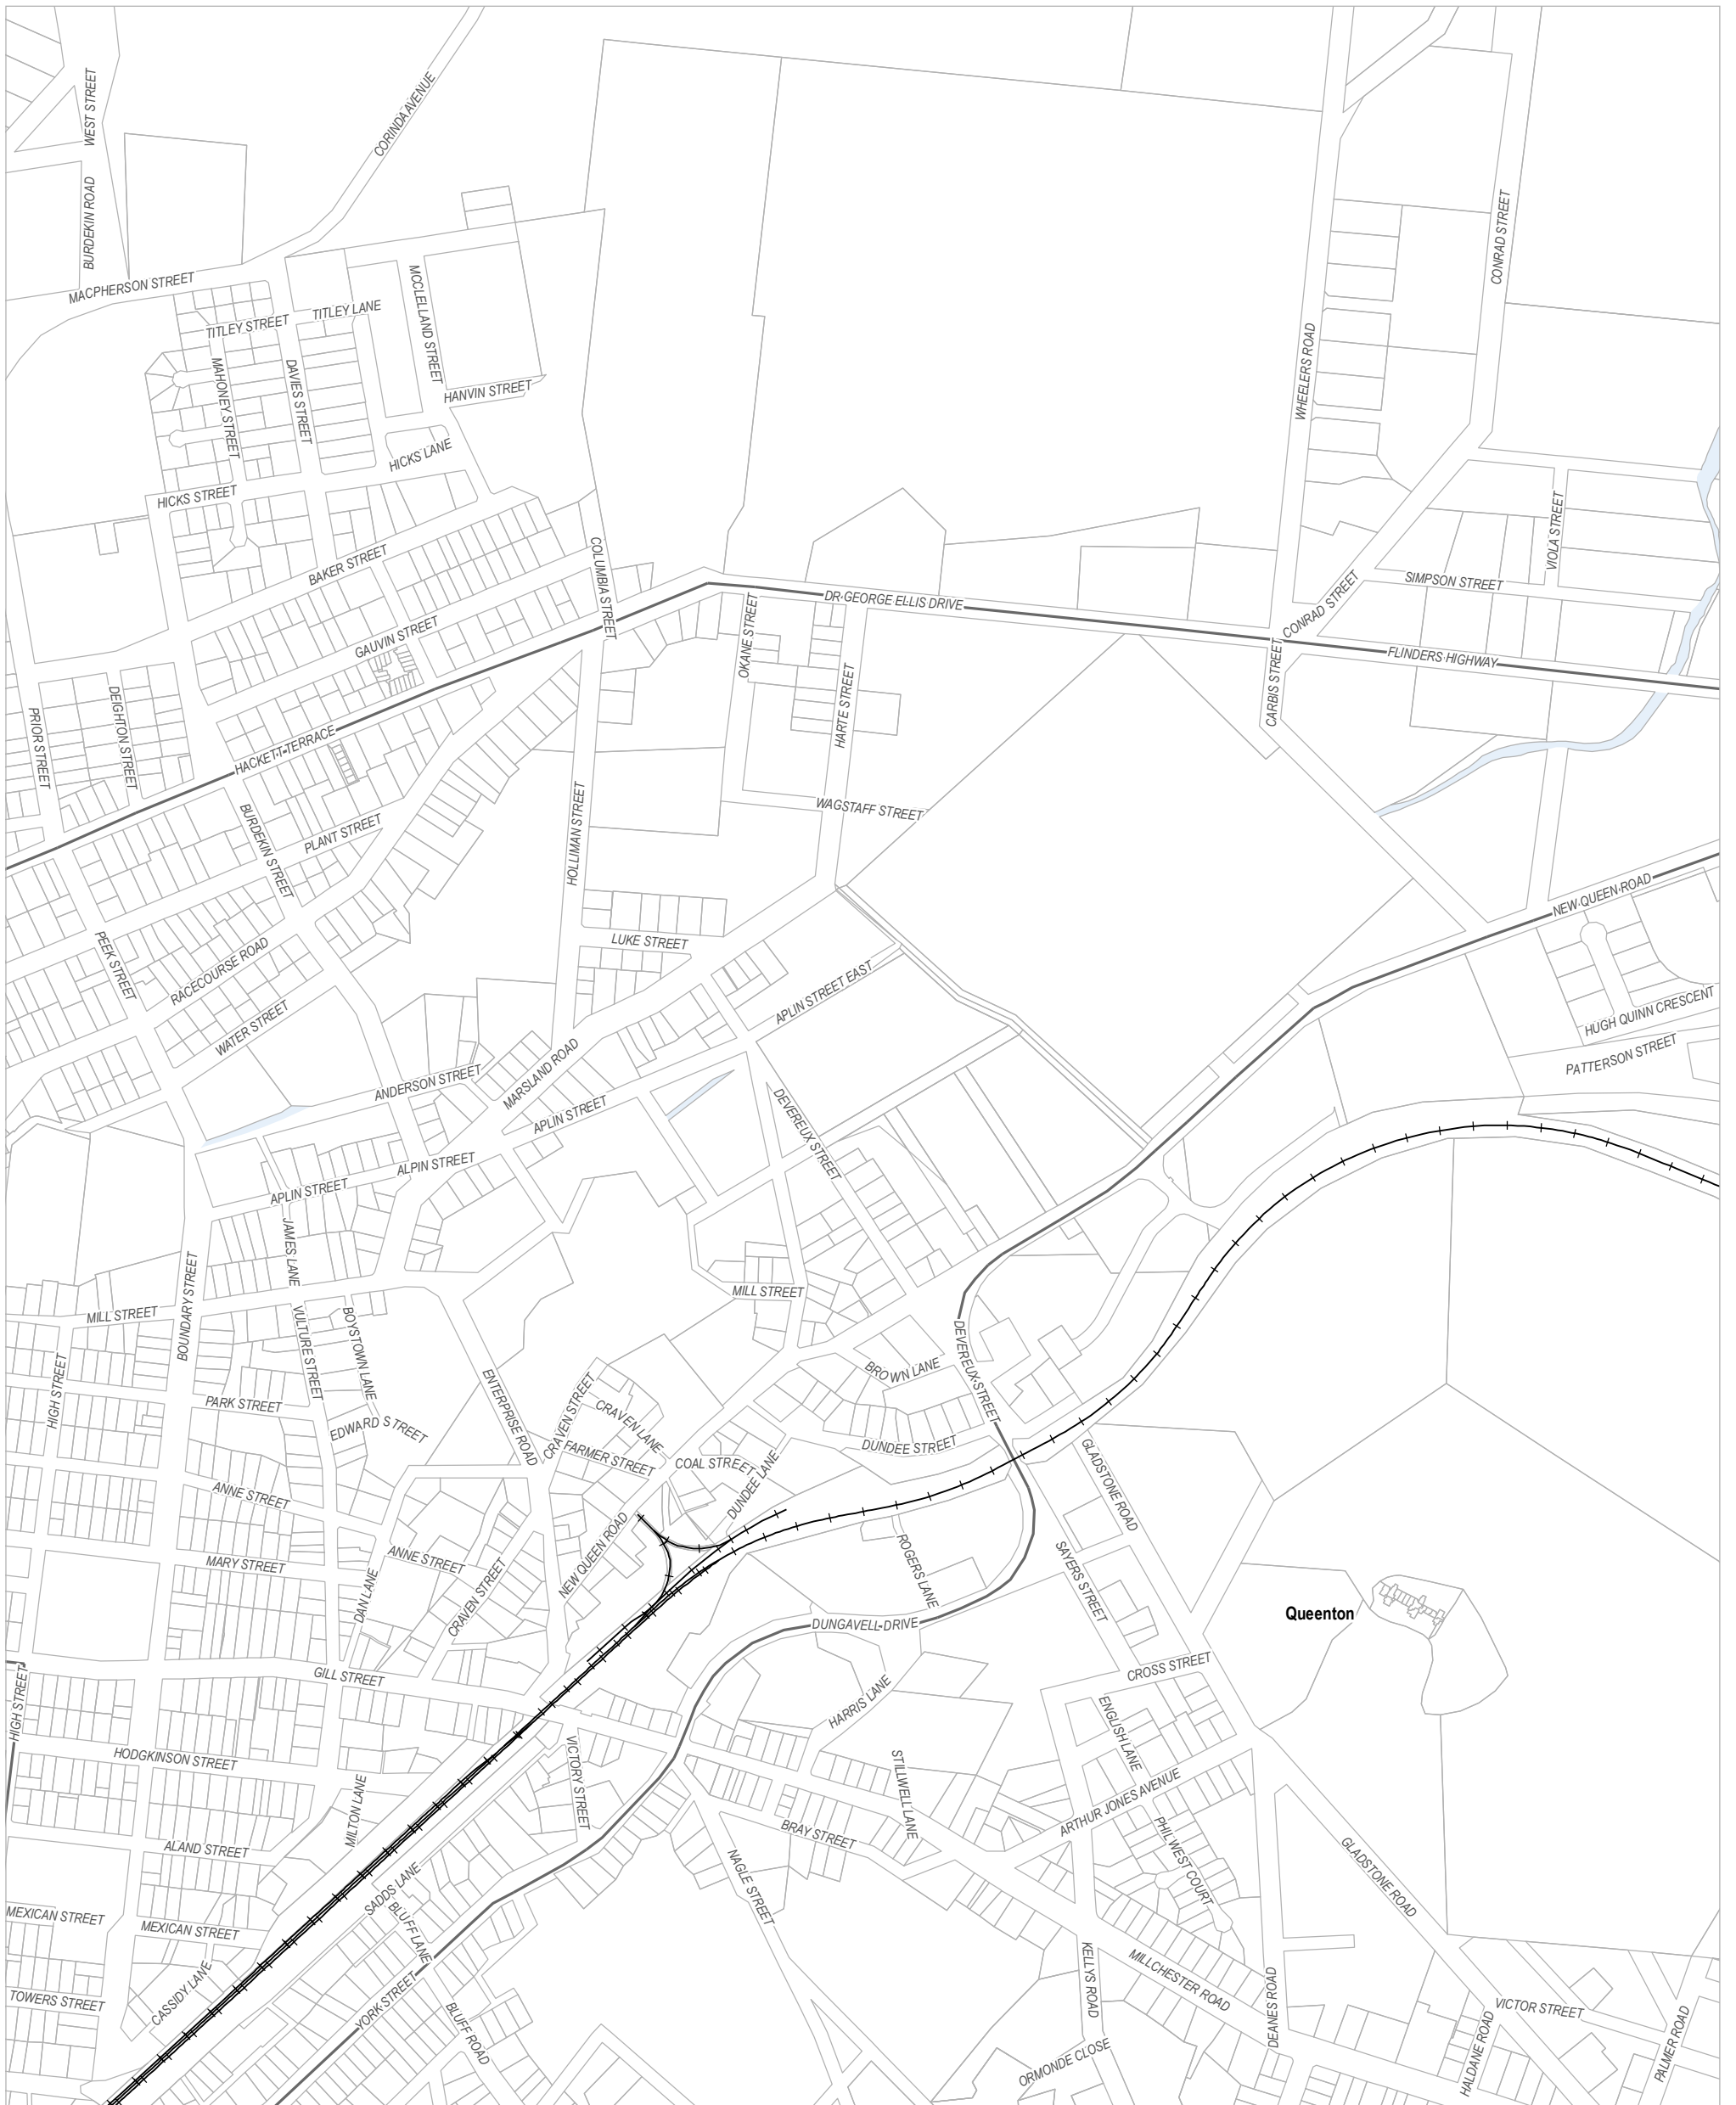 WEST STREET
CORINDA AVENUE
BURDEKIN ROAD
CONRAD STREET
MACPHERSON STREET
MCCLELLAND STREET
TITLEY LANE
TITLEY STREET
WHEELERS ROAD
MAHONEY STREET
DAVIES STREET
HANVIN STREET
HICKS LANE
HICKS STREET
VIOLA STREET
BAKER STREET
COLUMBIA STREET
SIMPSON STREET
DR GEORGE ELLIS DRIVE
CONRAD STREET
OKANE STREET
GAUVIN STREET
FLINDERS HIGHWAY
CARBIS STREET
HARTE STREET
DEIGHTON STREET
PRIOR STREET
HACKETT TERRACE
WAGSTAFF STREET
BURDEKIN STREET
PLANT STREET
HOLLIMAN STREET
NEW QUEEN ROAD
LUKE STREET
PEEK STREET
RACECOURSE ROAD
APLIN STREET EAST
HUGH QUINN CRESCENT
WATER STREET
PATTERSON STREET
ANDERSON STREET
MARSLAND ROAD
APLIN STREET
DEVEREUX STREET
ALPIN STREET
APLIN STREET
JAMES LANE
BOUNDARY STREET
MILL STREET
MILL STREET
VULTURE STREET
BOYSTOWN LANE
DEVEREUX STREET
BROWN LANE
HIGH STREET
PARK STREET
ENTERPRISE ROAD
CRAVEN STREET
CRAVEN LANE
EDWARD STREET
FARMER STREET
DUNDEE STREET
COAL STREET
DUNDEE LANE
GLADSTONE ROAD
ANNE STREET
NEW QUEEN ROAD
ROGERS LANE
ANNE STREET
MARY STREET
SAYERS STREET
DAN LANE
CRAVEN STREET
Queenton
DUNGAVELL DRIVE
CROSS STREET
GILL STREET
HARRIS LANE
HIGH STREET
ENGLISH LANE
HODGKINSON STREET
VICTORY STREET
STILLWELL LANE
ARTHUR JONES AVENUE
MILTON LANE
BRAY STREET
PHIL WEST COURT
ALAND STREET
GLADSTONE ROAD
NAGLE STREET
SADDS LANE
MEXICAN STREET
MEXICAN STREET
BLUFF LANE
KELLYS ROAD
MILLCHESTER ROAD
CASSIDY LANE
YORK STREET
DEANES ROAD
TOWERS STREET
VICTOR STREET
BLUFF ROAD
HALDANE ROAD
PALMER ROAD
ORMONDE CLOSE